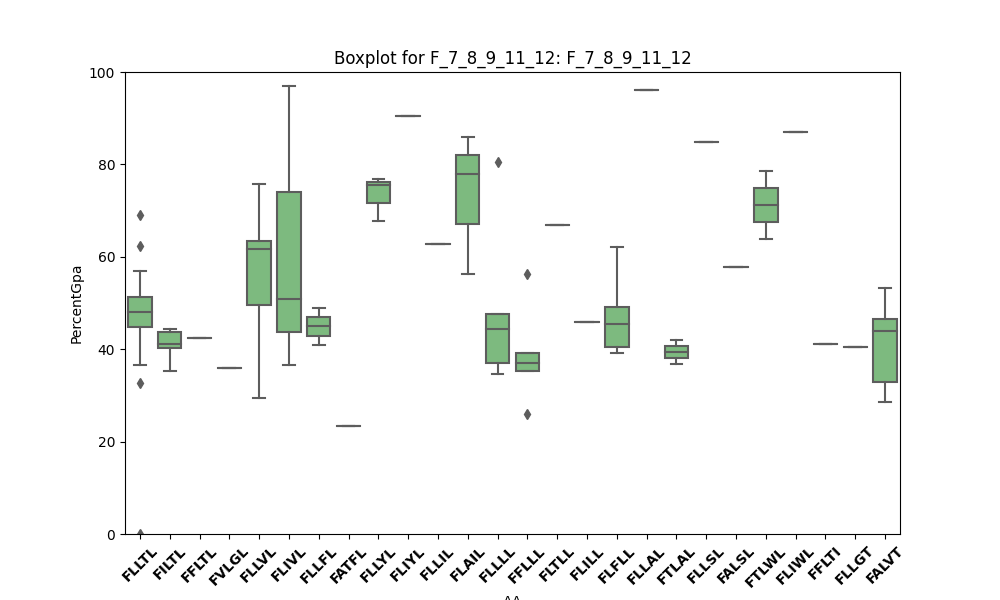 Boxplot for F_7_8_9_11_12: F_7_8_9_11_12
100
80
60
40
20
0
PercentGpa
FLLTL
FILTL
FFLTL
FVLGL
FLLVL
FLIVL
FLLFL
FATFL
FLLYL
FLIYL
FLLIL
FLAIL
FLLLL
FFLLL
FLTLL
FLILL
FLFLL
FLLAL
FTLAL
FLLSL
FALSL
FTLWL
FLIWL
FFLTI
FLLGT
FALVT
AA